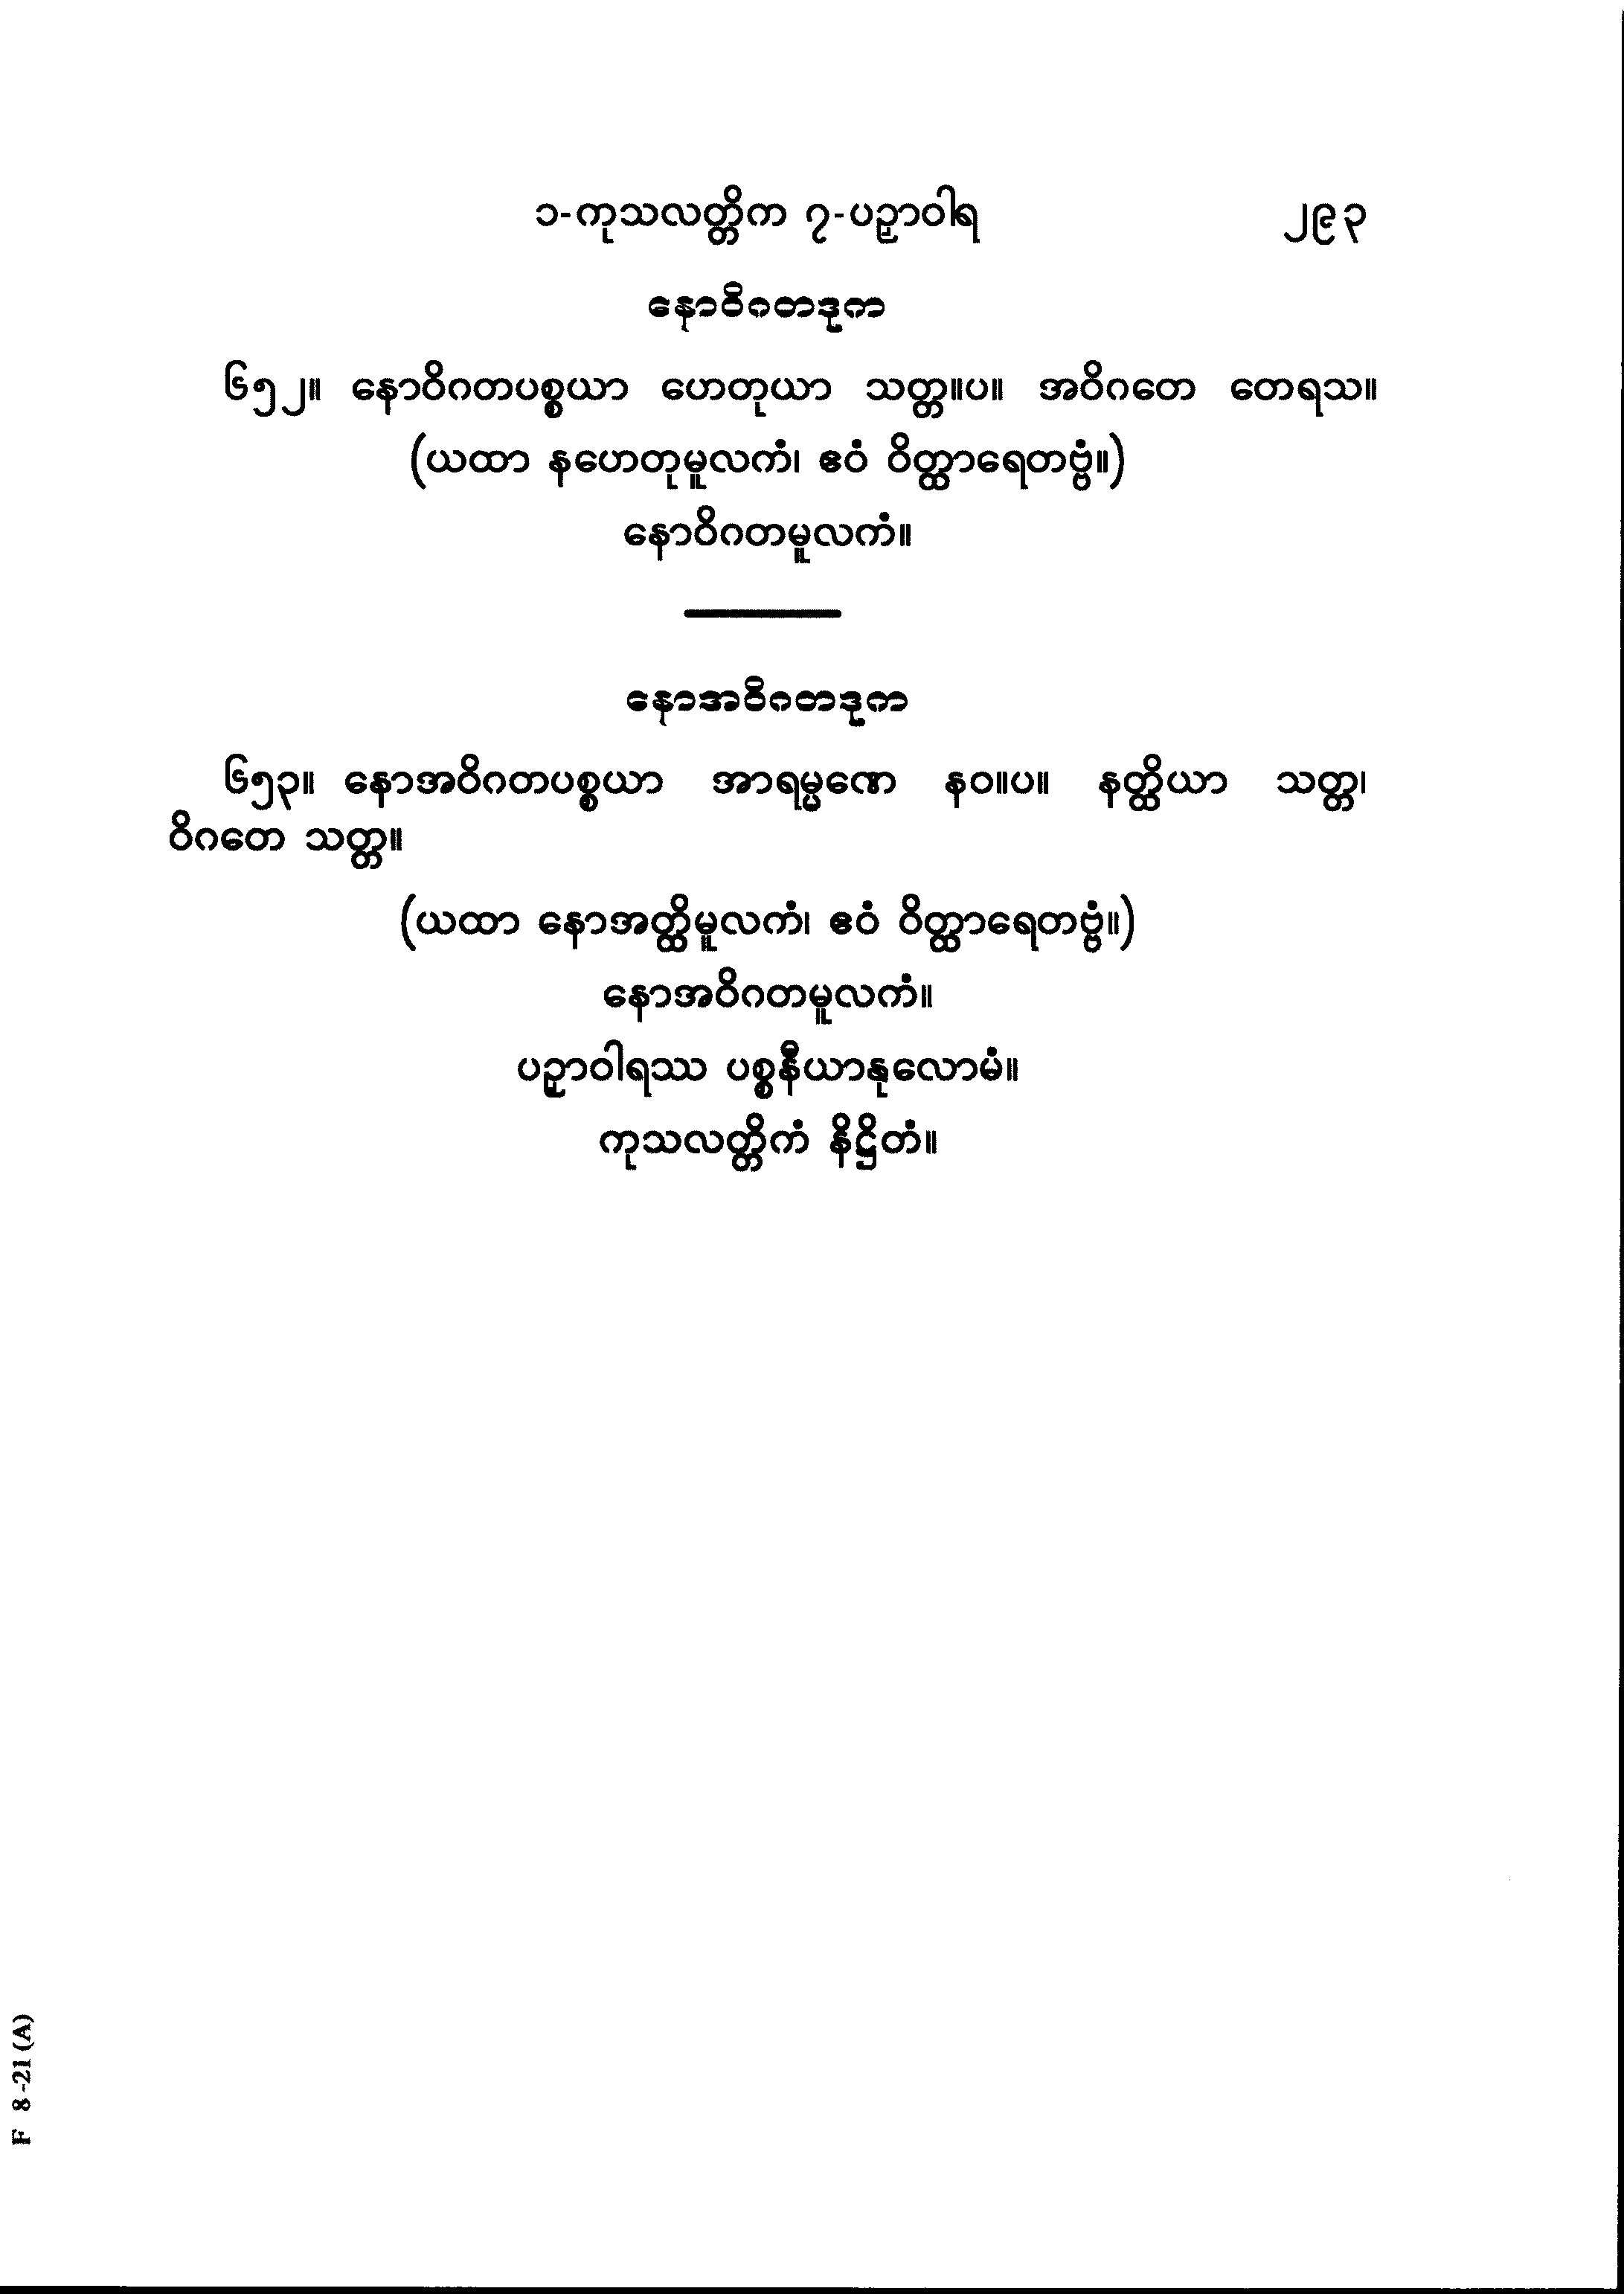 ၁-ကုသလတ္တိက ၇-ပဉှာဝါရ ၂၉၃
နောဝိဂတဒုက
၆၅၂။ နောဝိဂတပစ္စယာ ဟေတုယာ သတ္တ။ပ။ အဝိဂတေ တေရသ။
(ယထာ နဟေတုမူလကံ၊ ဧဝံ ဝိတ္ထာရေတဗ္ဗံ။)
နောဝိဂတမူလကံ။
နောအဝိဂတဒုက
၆၅၃။ နောအဝိဂတပစ္စယာ အာရမ္မဏေ နဝ။ပ။ နတ္ထိယာ သတ္တ၊
ဝိဂတေ သတ္တ။
(ယထာ နောအတ္ထိမူလကံ၊ ဧဝံ ဝိတ္ထာရေတဗ္ဗံ။)
နောအဝိဂတမူလကံ။
ပဉှာဝါရဿ ပစ္စနီယာနုလောမံ။
ကုသလတ္တိကံ နိဋ္ဌိတံ။
F 8-21 (A)